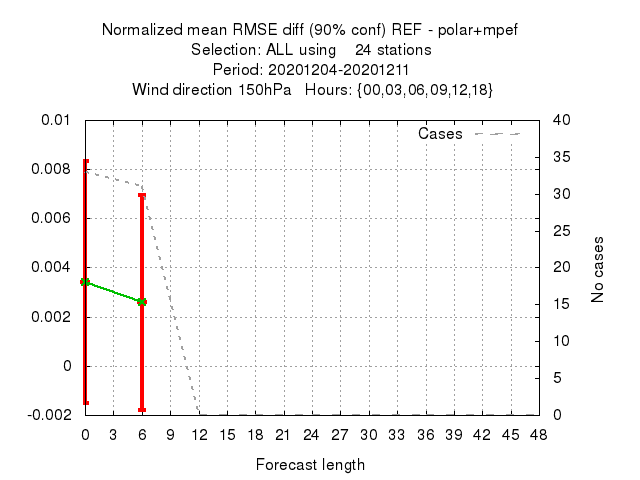 Normalized mean RMSE diff (90% conf) REF - polar+mpef
Selection: ALL using    24 stations
Period: 20201204-20201211
Wind direction 150hPa   Hours: {00,03,06,09,12,18}
Cases
0.01
0.008
0.006
0.004
0.002
0
-0.002
40
35
30
25
20
15
10
5
0
No cases
0 3 6 9 12 15 18 21 24 27 30 33 36 39 42 45 48
Forecast length